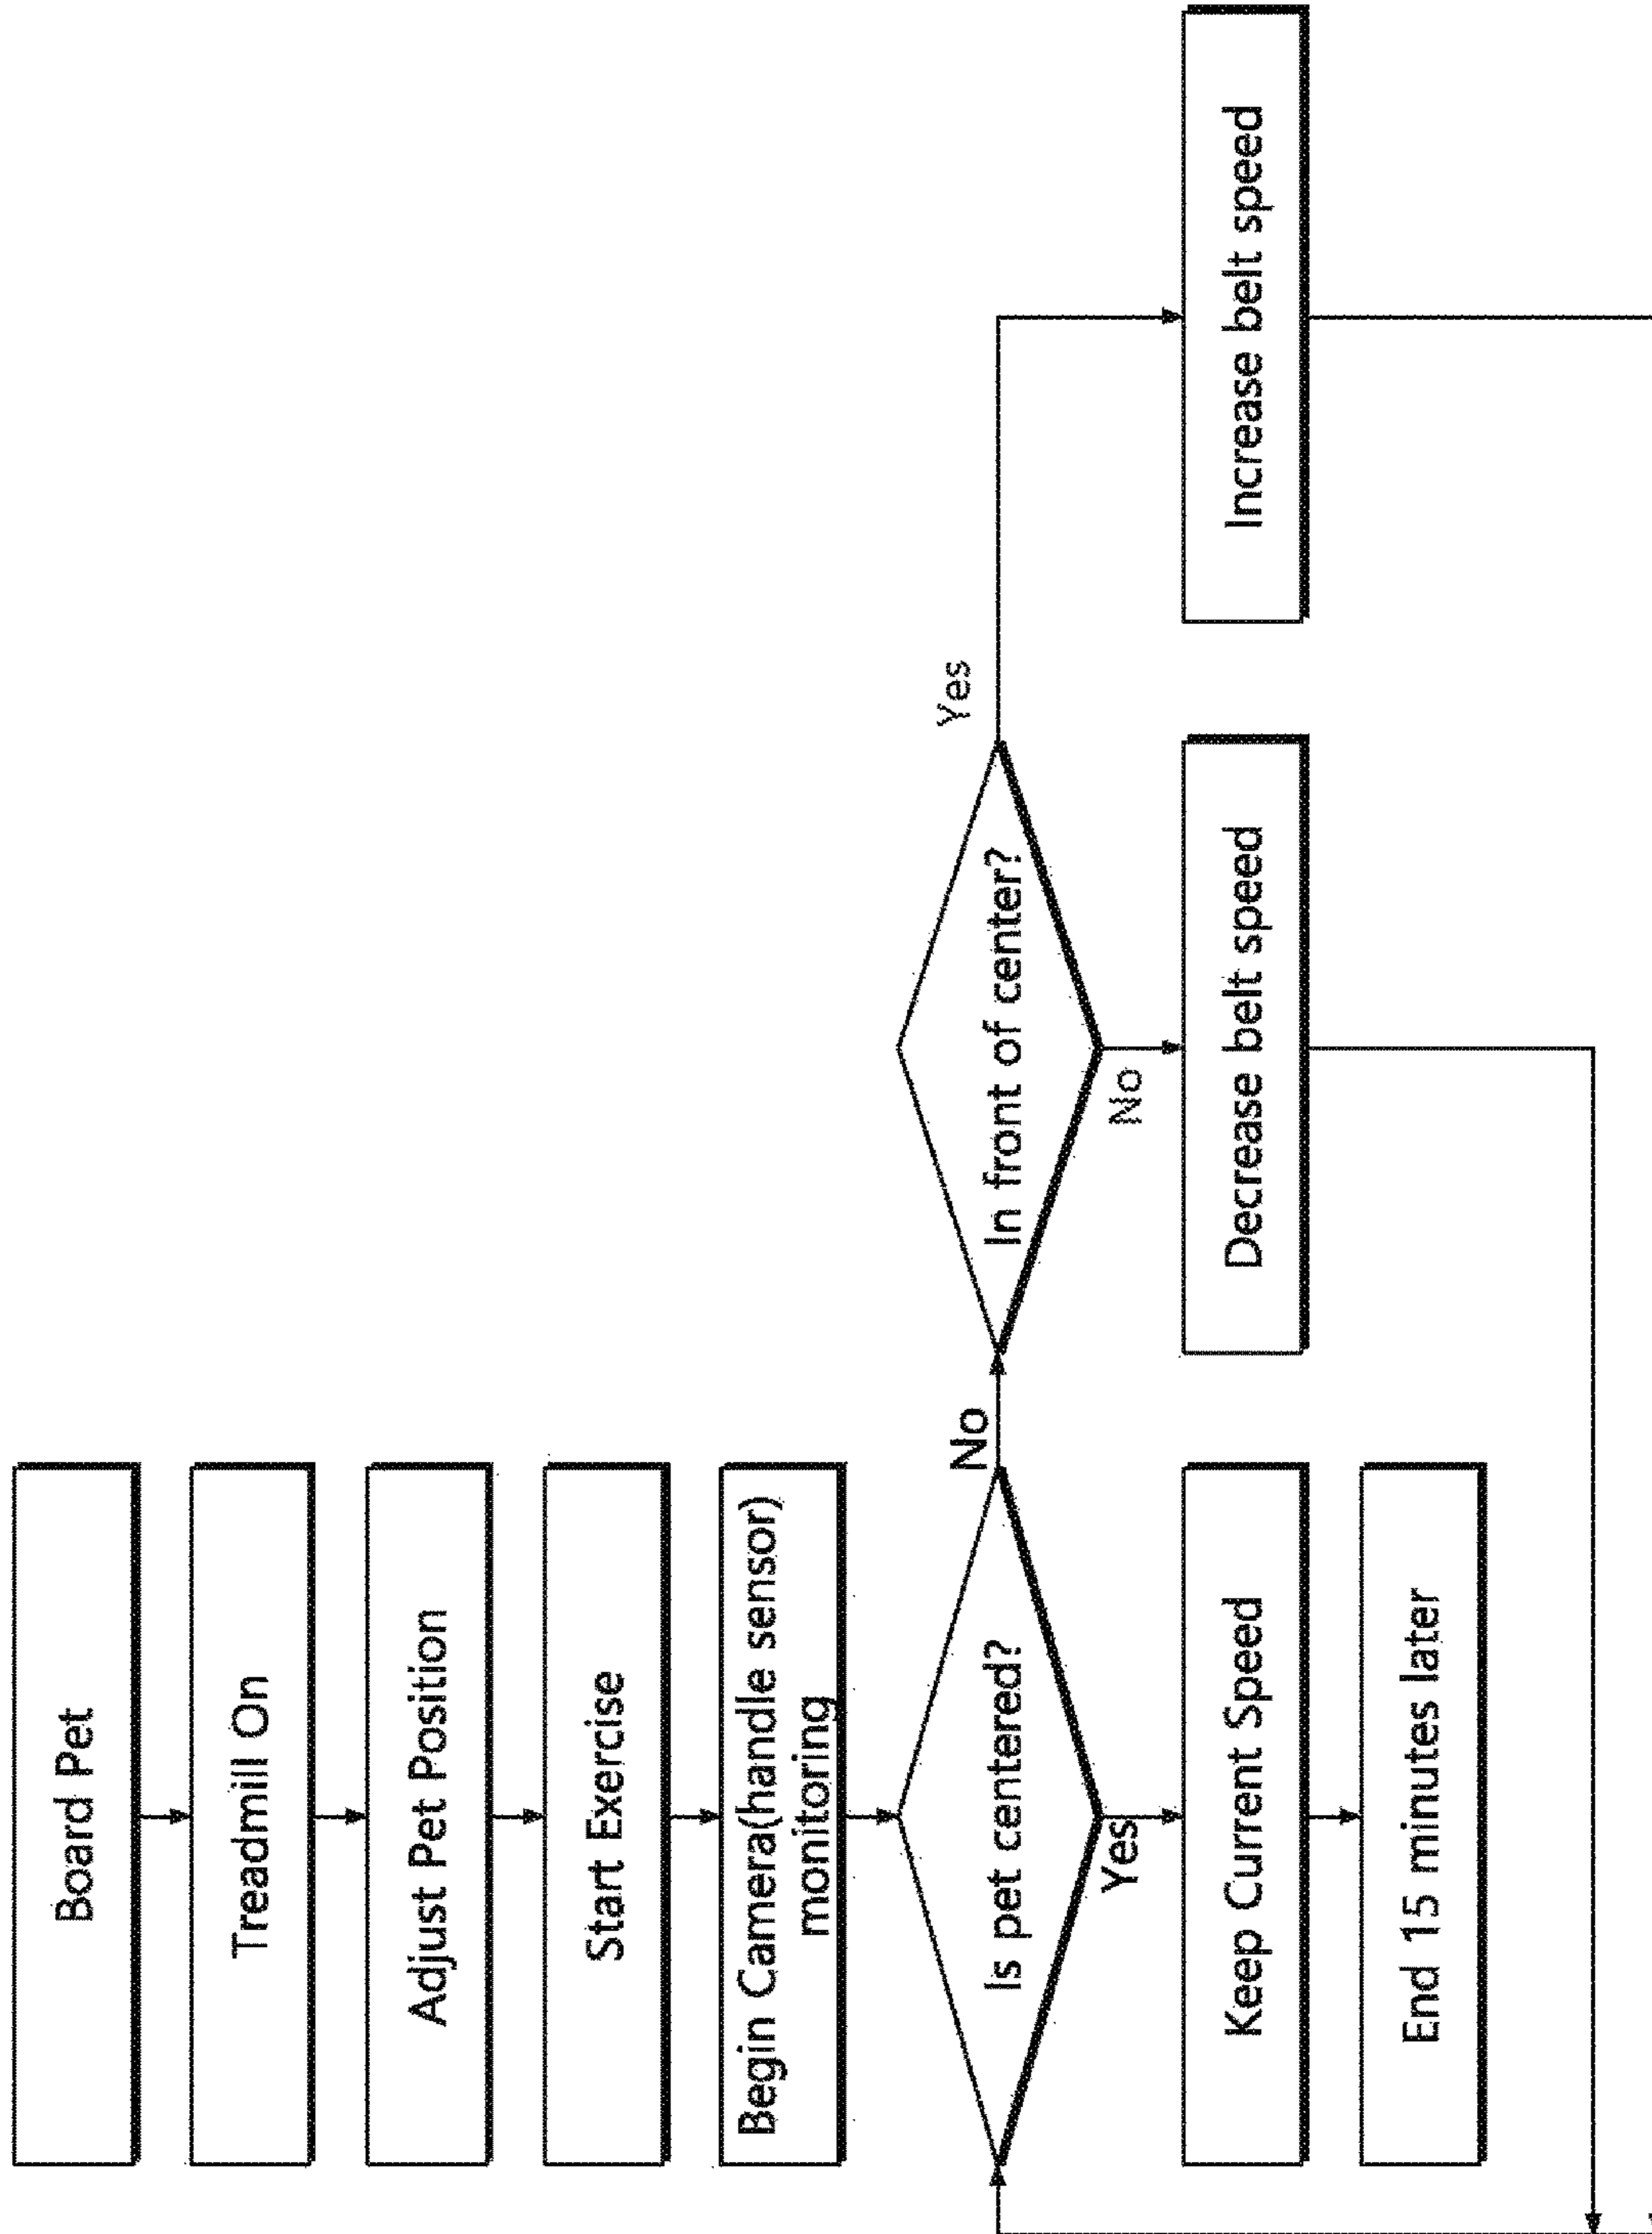 Board Pet
Treadmill On
Adjust Pet Position
Start Exercise
Begin Camera(handle sensor)
monitoring
Is pet centered?
No
In front of center?
Yes
Yes
No
Keep Current Speed
Decrease belt speed
Increase belt speed
End 15 minutes later